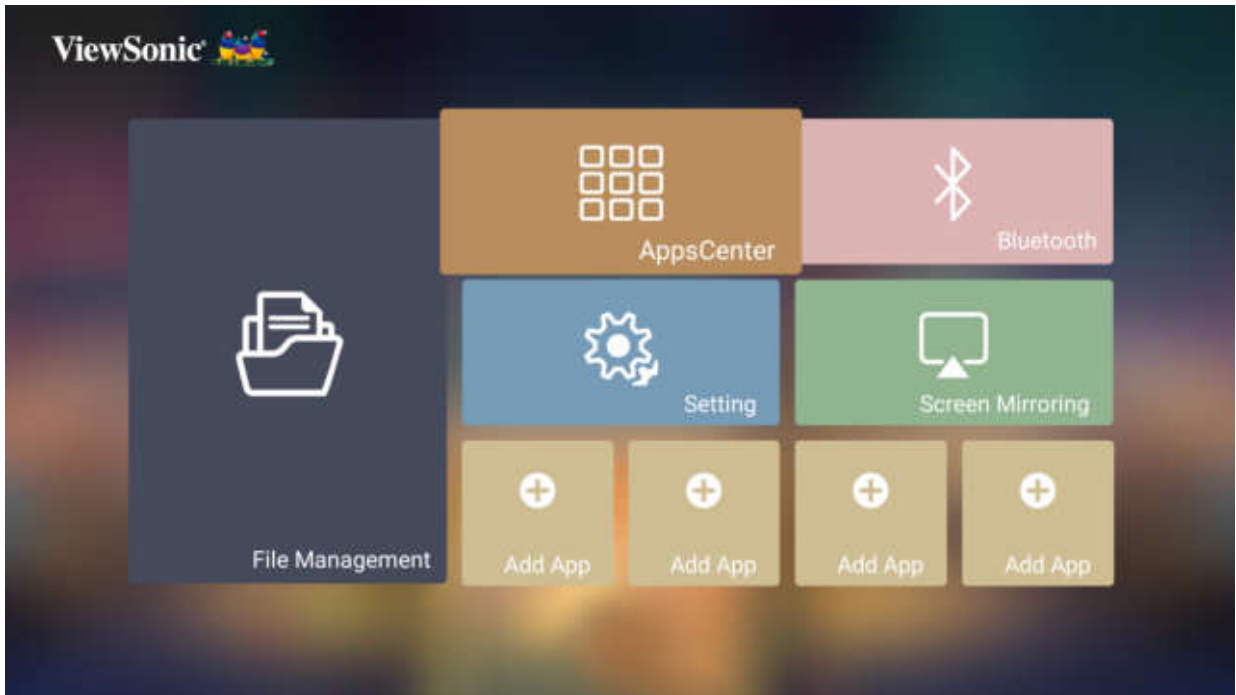 ViewSonic®
AppsCenter
Bluetooth
Setting
Screen Mirroring
File Management
Add App
Add App
Add App
Add App